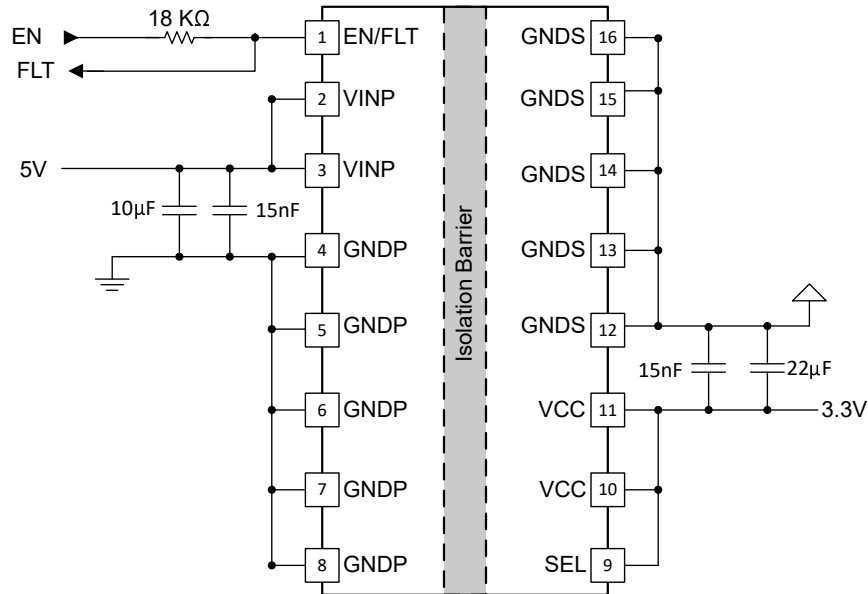 18 KΩ
EN
FLT
1 EN/FLT
2 VINP
5V
3 VINP
10µF
15nF
4 GNDP
5 GNDP
6 GNDP
7 GNDP
8 GNDP
Isolation Barrier
GNDS 16
GNDS 15
GNDS 14
GNDS 13
GNDS 12
15nF
22µF
VCC 11
3.3V
VCC 10
SEL 9